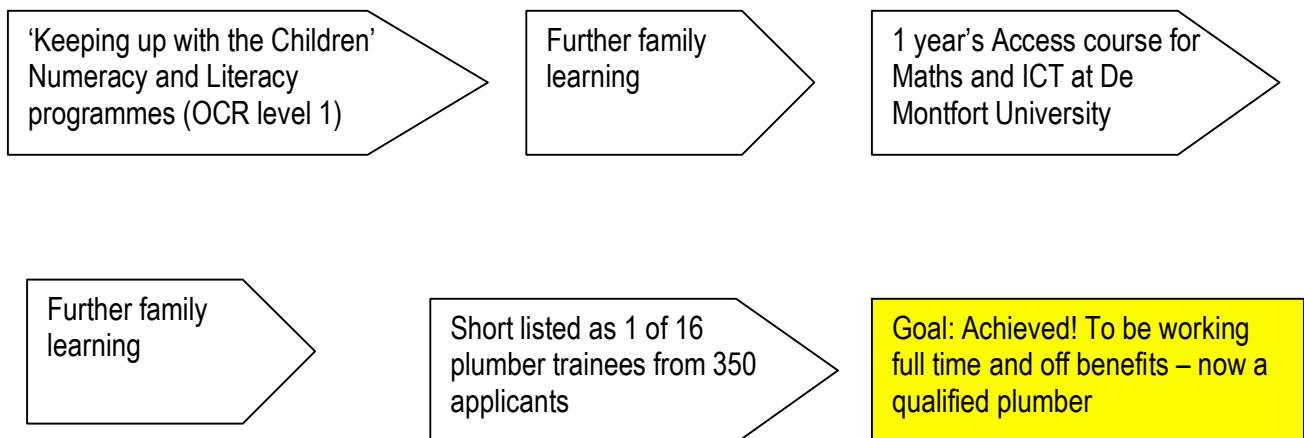 ‘Keeping up with the Children’
Numeracy and Literacy
programmes (OCR level 1)
Further family
learning
1 year’s Access course for
Maths and ICT at De
Montfort University
Further family
learning
Short listed as 1 of 16
plumber trainees from 350
applicants
Goal: Achieved! To be working
full time and off benefits – now a
qualified plumber